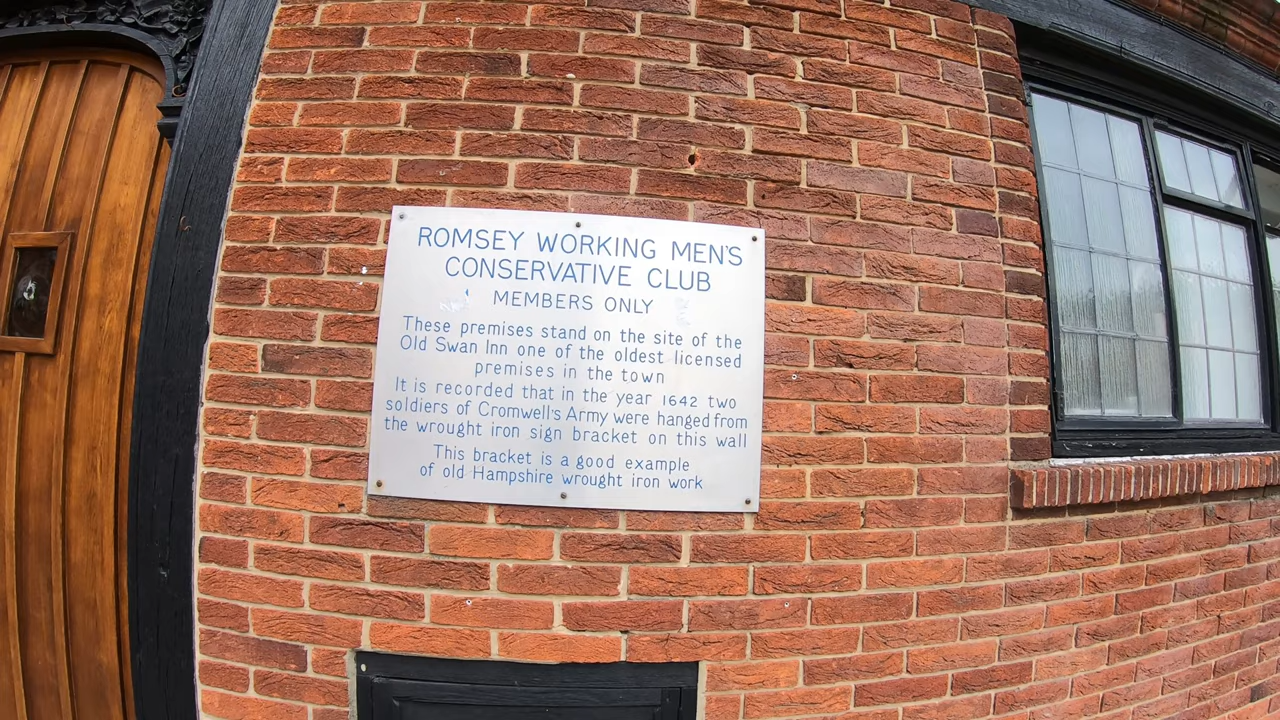 ROMSEY WORKING MEN'S
CONSERVATIVE CLUB
MEMBERS ONLY
These premises stand on the site of the
Old Swan Inn one of the oldest licensed
premises in the town
It is recorded that in the year 1642 two
soldiers of Cromwell's Army were hanged from
the wrought iron sign bracket on this wall
This bracket is a good example
of old Hampshire wrought iron work